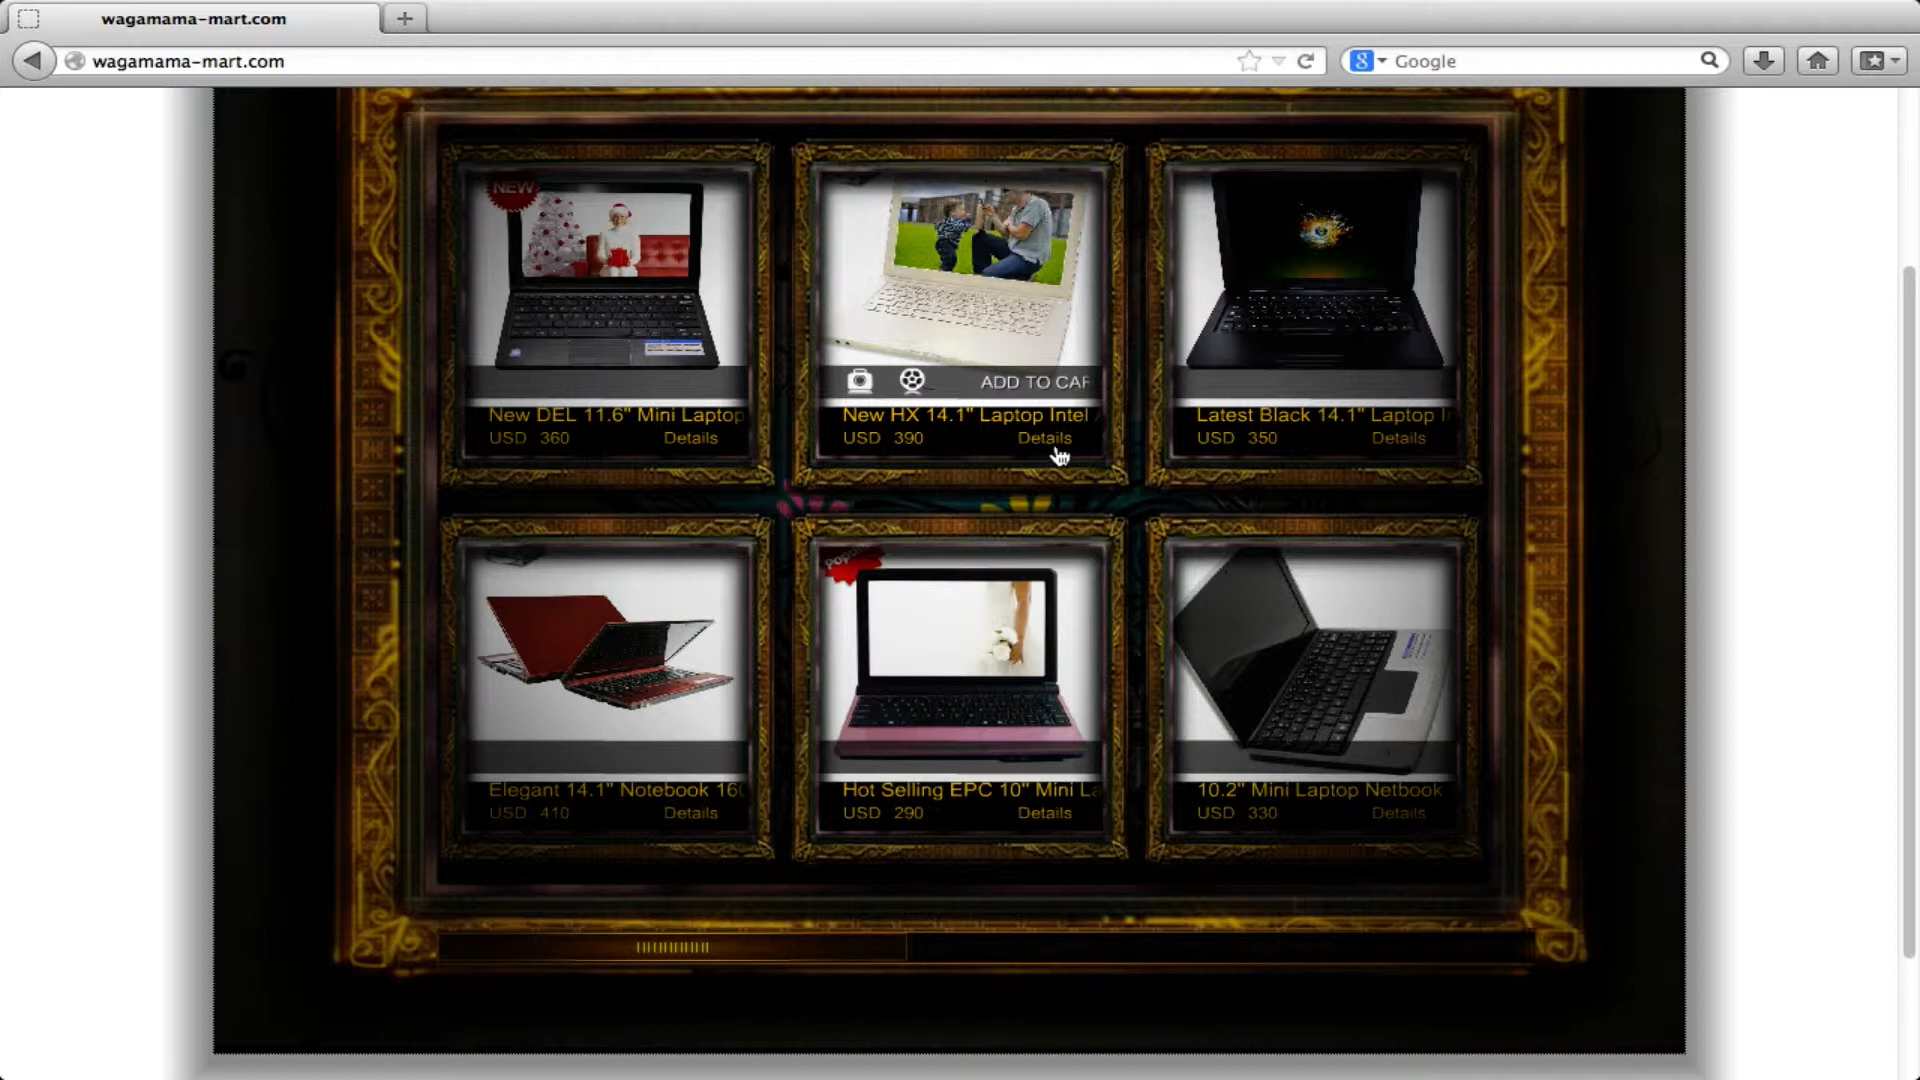 wagamama-mart.com
wagamama-mart.com
Google
NEW
New DEL 11.6" Mini Laptop
USD 360 Details
ADD TO CAR
New HX 14.1" Laptop Intel
USD 390 Details
Latest Black 14.1" Laptop
USD 350 Details
Elegant 14.1" Notebook 160
USD 410 Details
Hot Selling EPC 10" Mini La
USD 290 Details
10.2" Mini Laptop Netbook
USD 330 Details